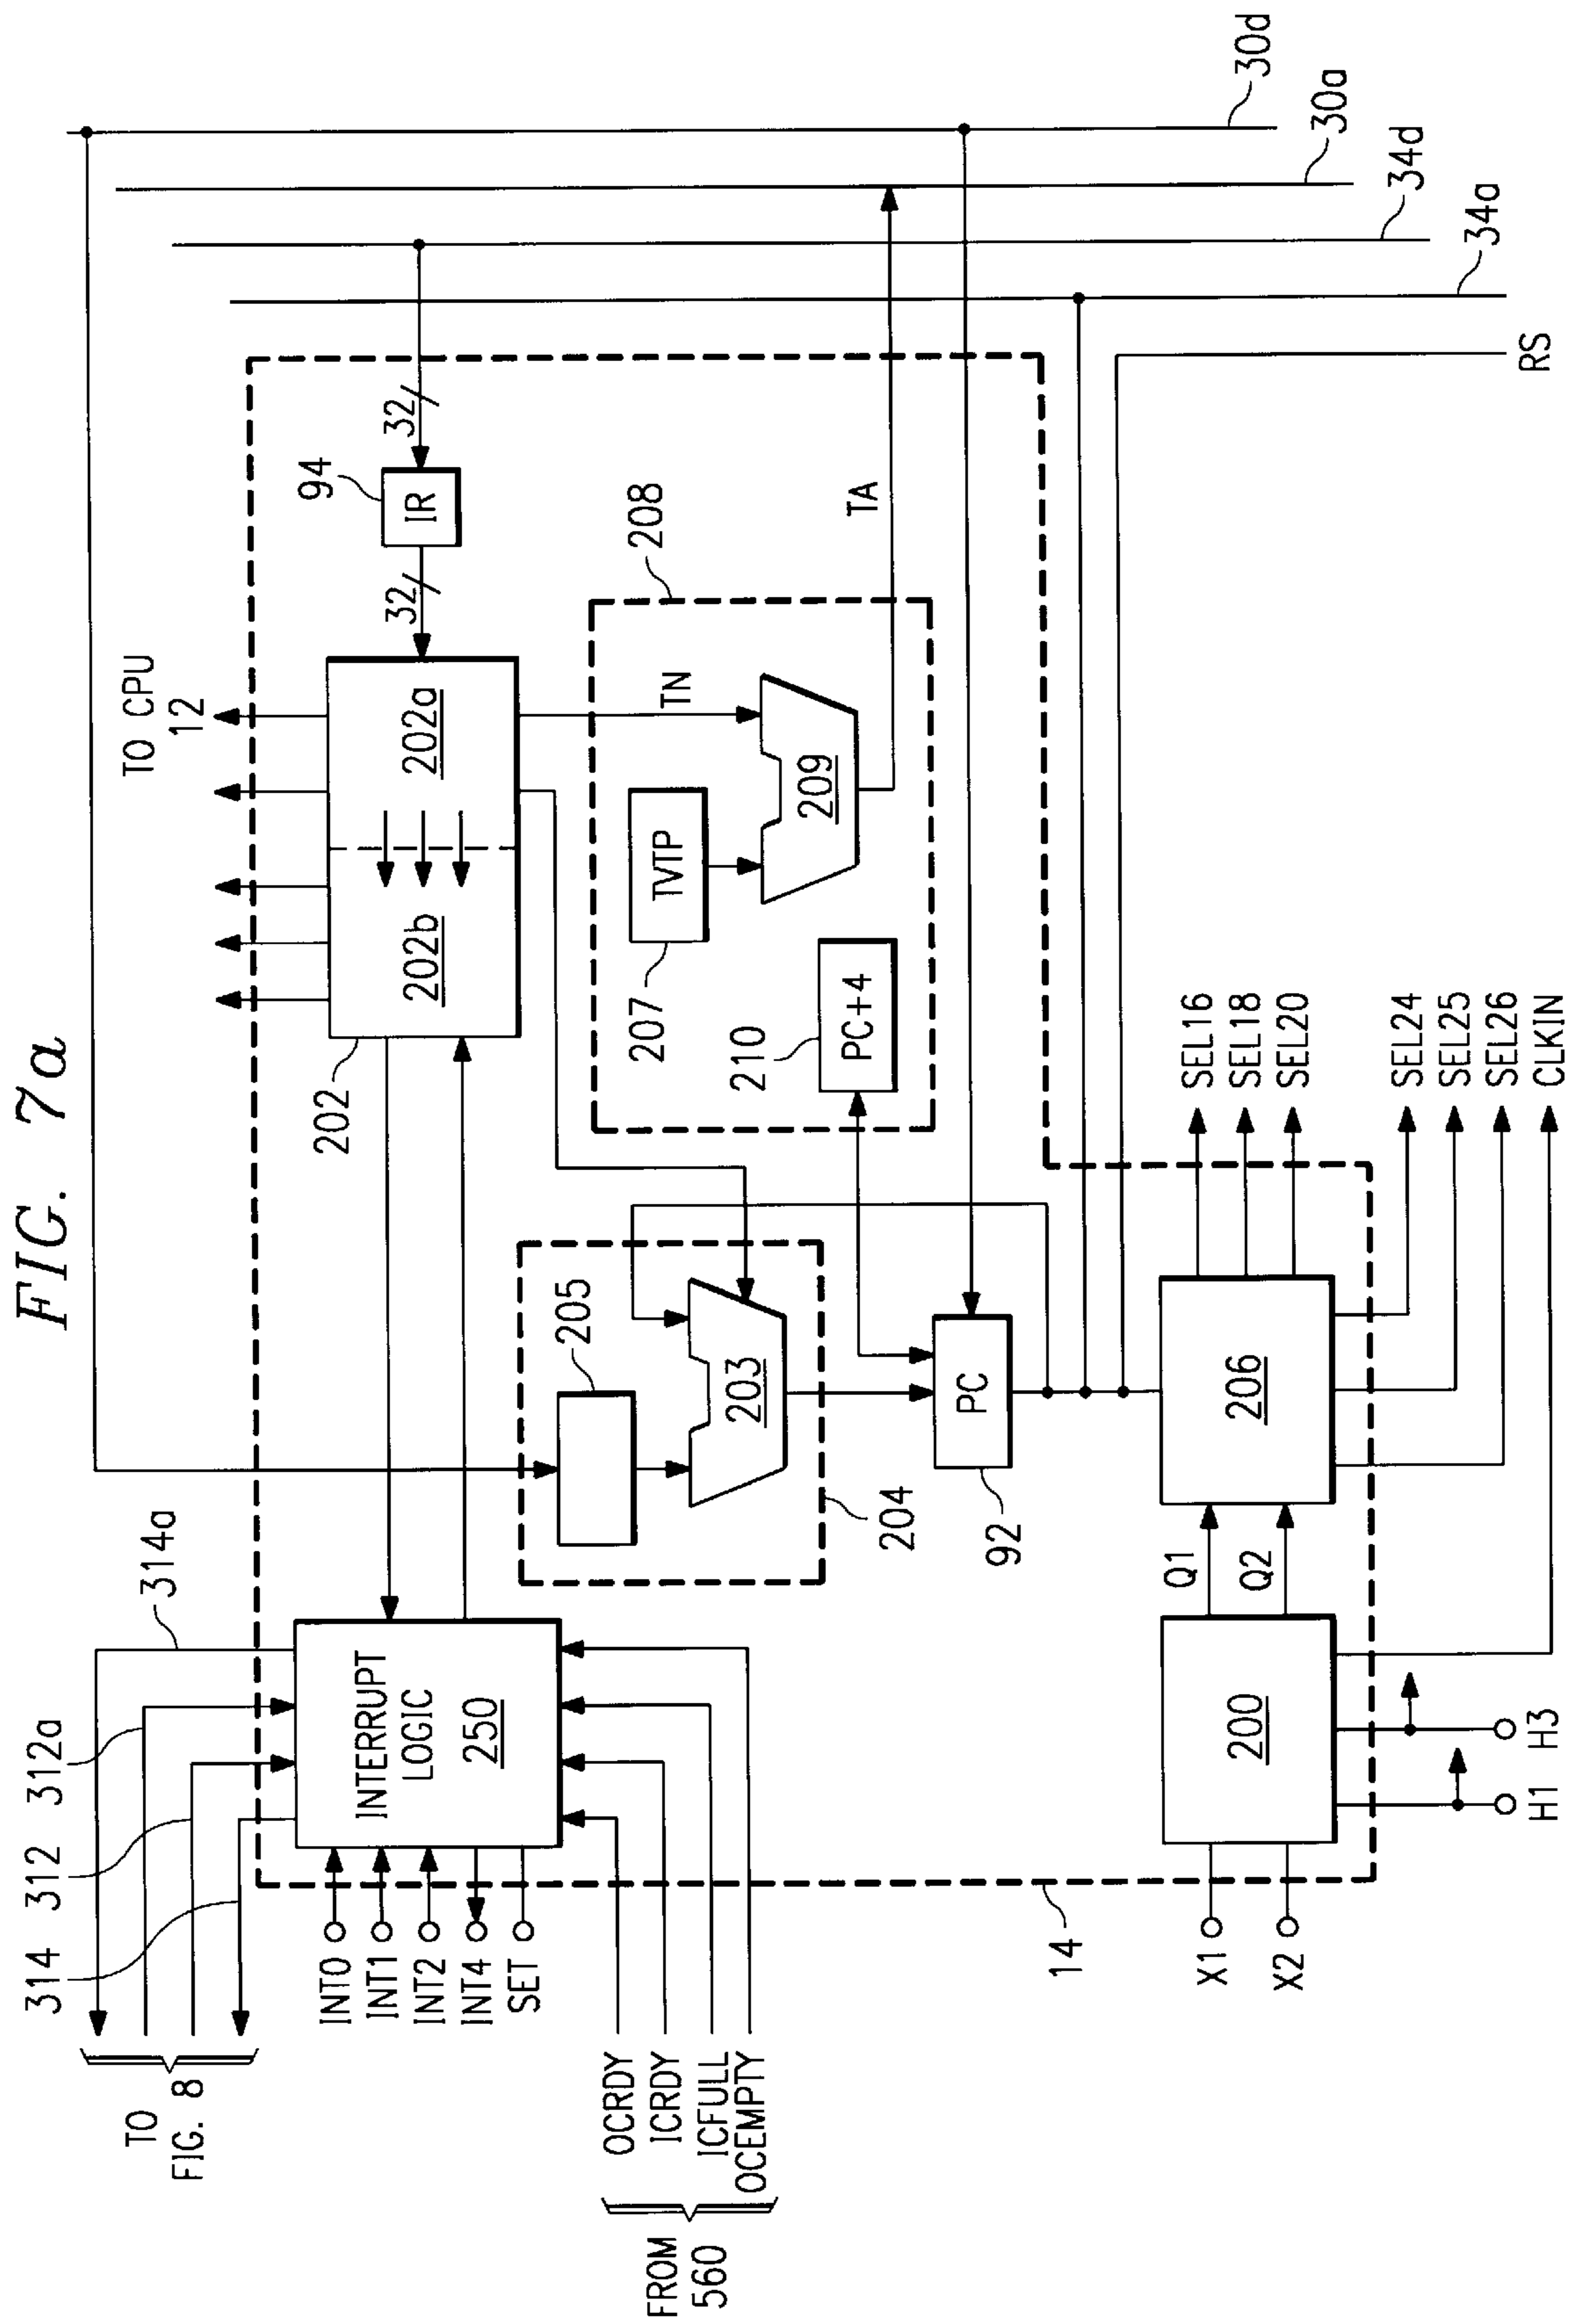 FIG. 7a
TO
FIG. 8
314
312
312a
314a
TO CPU
12
INT0
INT1
INT2
INT4
SET
INTERRUPT
LOGIC
250
202
202b
202a
32
94
IR
32
FROM
560
OCRDY
ICRDY
ICFULL
OCEMPTY
205
203
204
207
TVTP
TN
208
209
210
PC+4
TA
92
PC
14
X1
X2
200
Q1
Q2
206
H1
H3
SEL16
SEL18
SEL20
SEL24
SEL25
SEL26
CLKIN
RS
34a
34d
30a
30d